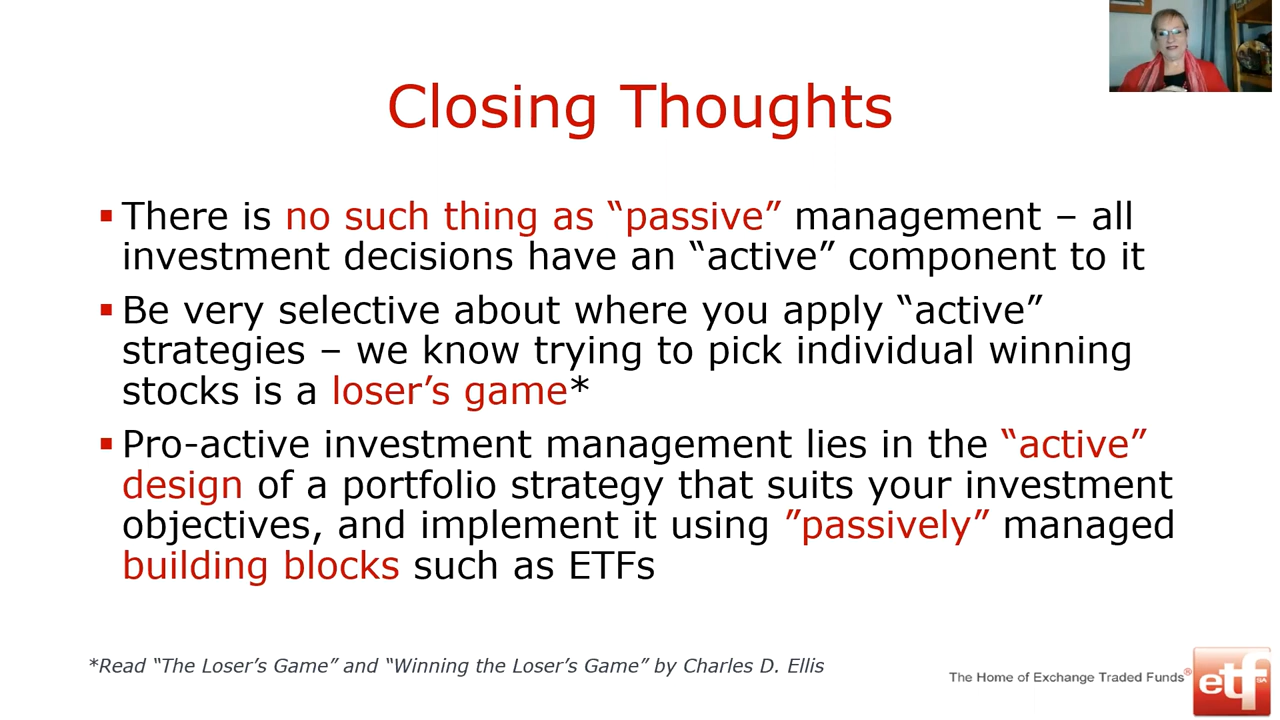 Closing Thoughts
▪ There is no such thing as “passive” management – all
investment decisions have an “active” component to it
▪ Be very selective about where you apply “active”
strategies – we know trying to pick individual winning
stocks is a loser’s game*
▪ Pro-active investment management lies in the “active”
design of a portfolio strategy that suits your investment
objectives, and implement it using ”passively” managed
building blocks such as ETFs
*Read “The Loser’s Game” and “Winning the Loser’s Game” by Charles D. Ellis
The Home of Exchange Traded Funds®
etfSA